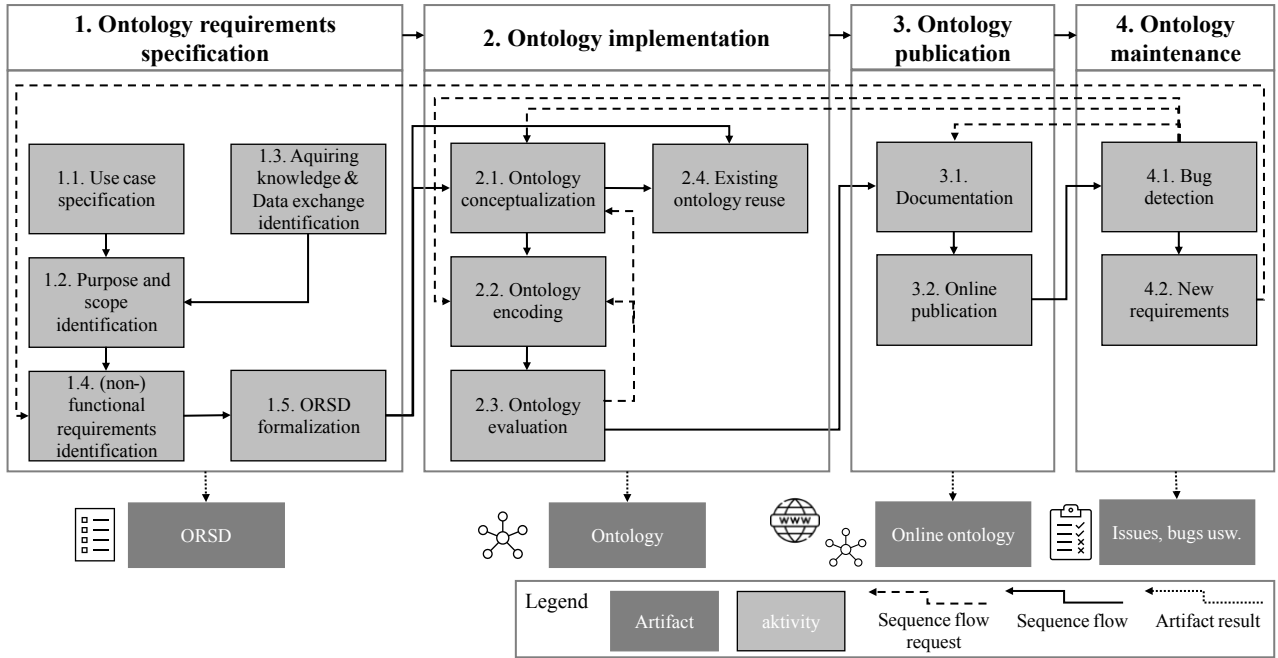 1. Ontology requirements
specification
2. Ontology implementation
3. Ontology
publication
4. Ontology
maintenance
1.1. Use case
specification
1.3. Aquiring
knowledge &
Data exchange
identification
1.2. Purpose and
scope
identification
1.4. (non-)
functional
requirements
identification
1.5. ORSD
formalization
2.1. Ontology
conceptualization
2.4. Existing
ontology reuse
2.2. Ontology
encoding
2.3. Ontology
evaluation
3.1.
Documentation
3.2. Online
publication
4.1. Bug
detection
4.2. New
requirements
ORSD
Ontology
WWW
Online ontology
Issues, bugs usw.
Legend
Artifact
aktivity
Sequence flow
request
Sequence flow
Artifact result